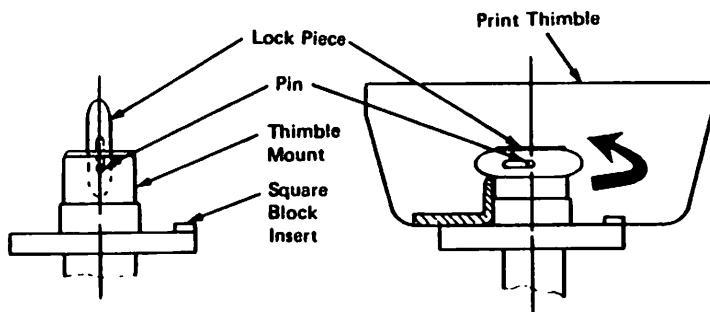 Print Thimble
Lock Piece
Pin
Thimble
Mount
Square
Block
Insert